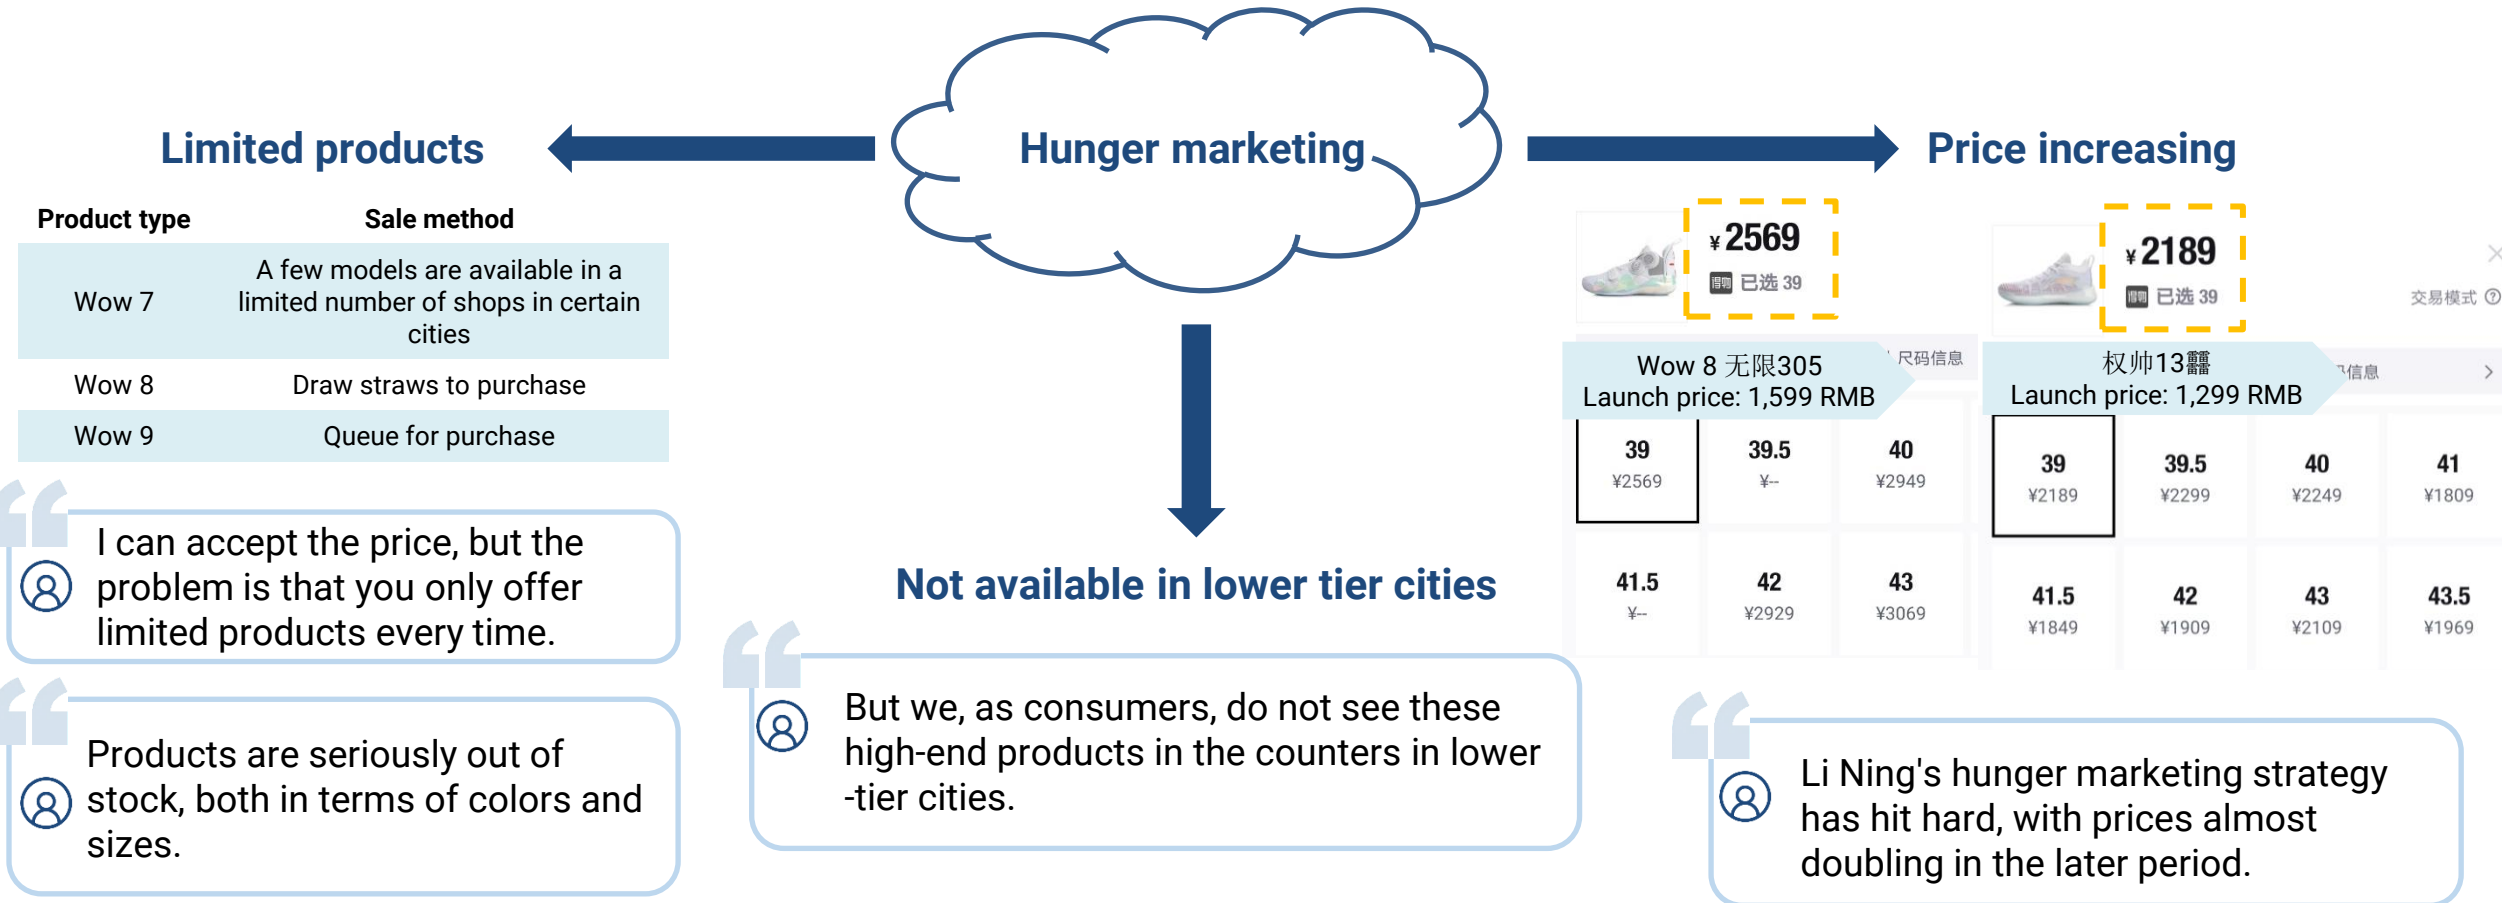 Hunger marketing
Limited products
Product type Sale method
Wow 7
A few models are available in a
limited number of shops in certain
cities
Wow 8 Draw straws to purchase
Wow 9 Queue for purchase
I can accept the price, but the
problem is that you only offer
limited products every time.
Products are seriously out of
stock, both in terms of colors and
sizes.
Not available in lower tier cities
But we, as consumers, do not see these
high-end products in the counters in lower
-tier cities.
Price increasing
¥2569
得物 已选 39
尺码信息
Wow 8 无限305
Launch price: 1,599 RMB
39 39.5 40
¥2569 ¥-- ¥2949
41.5 42 43
¥-- ¥2929 ¥3069
¥2189
得物 已选 39
交易模式
码信息
权帅13䨻
Launch price: 1,299 RMB
39 39.5 40 41
¥2189 ¥2299 ¥2249 ¥1809
41.5 42 43 43.5
¥1849 ¥1909 ¥2109 ¥1969
Li Ning's hunger marketing strategy
has hit hard, with prices almost
doubling in the later period.